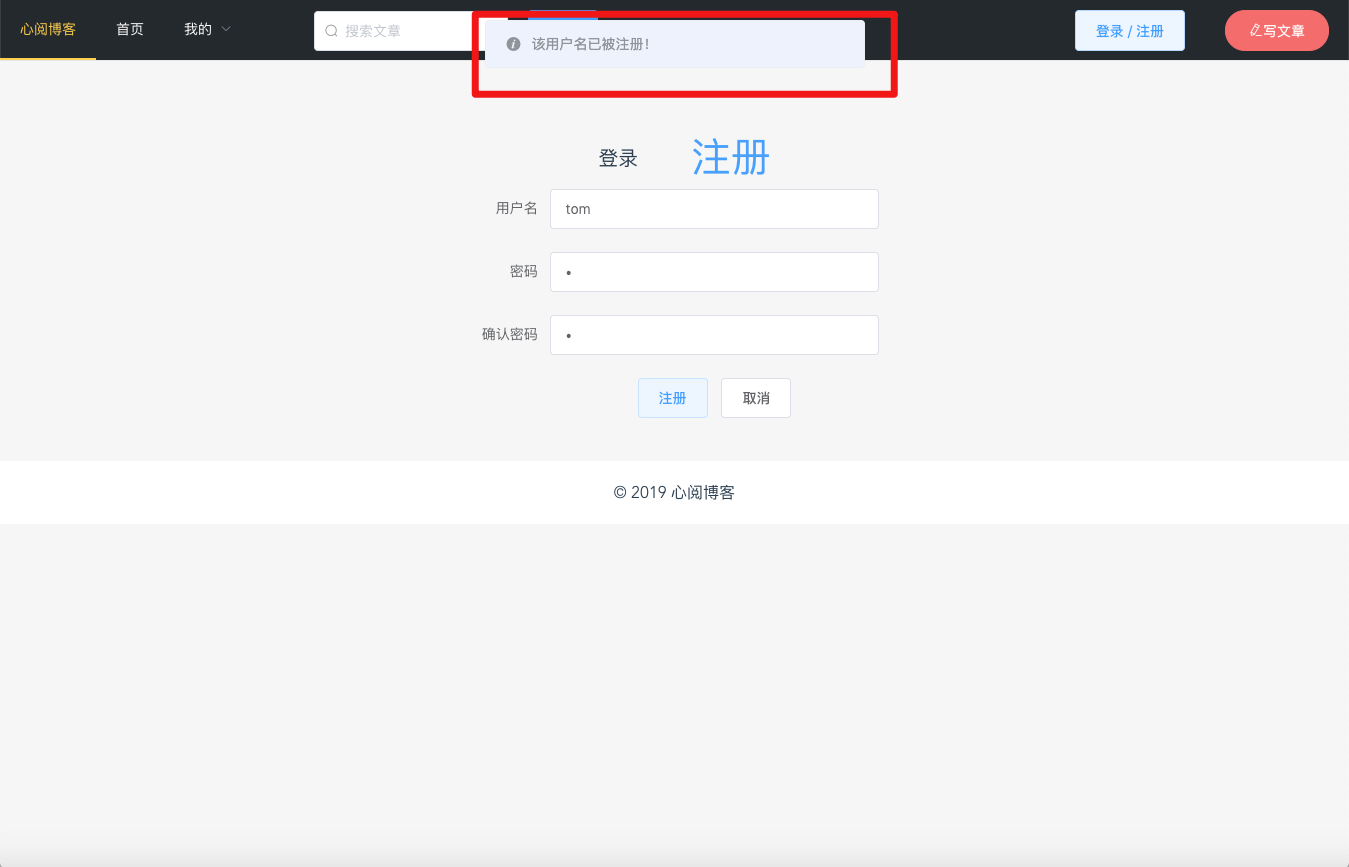 心阅博客 首页 我的 搜索文章 登录 / 注册 写文章
该用户名已被注册！
登录 注册
用户名 tom
密码 •
确认密码 •
注册 取消
© 2019 心阅博客